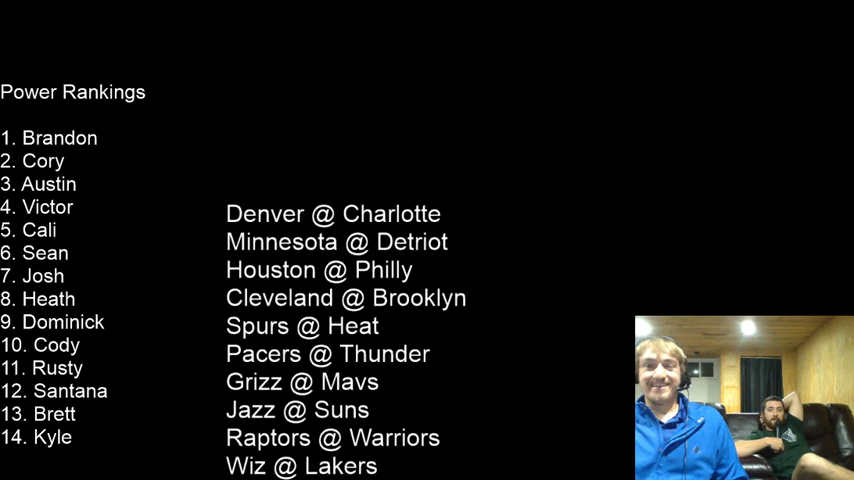 Power Rankings
1. Brandon
2. Cory
3. Austin
4. Victor
5. Cali
6. Sean
7. Josh
8. Heath
9. Dominick
10. Cody
11. Rusty
12. Santana
13. Brett
14. Kyle
Denver @ Charlotte
Minnesota @ Detriot
Houston @ Philly
Cleveland @ Brooklyn
Spurs @ Heat
Pacers @ Thunder
Grizz @ Mavs
Jazz @ Suns
Raptors @ Warriors
Wiz @ Lakers